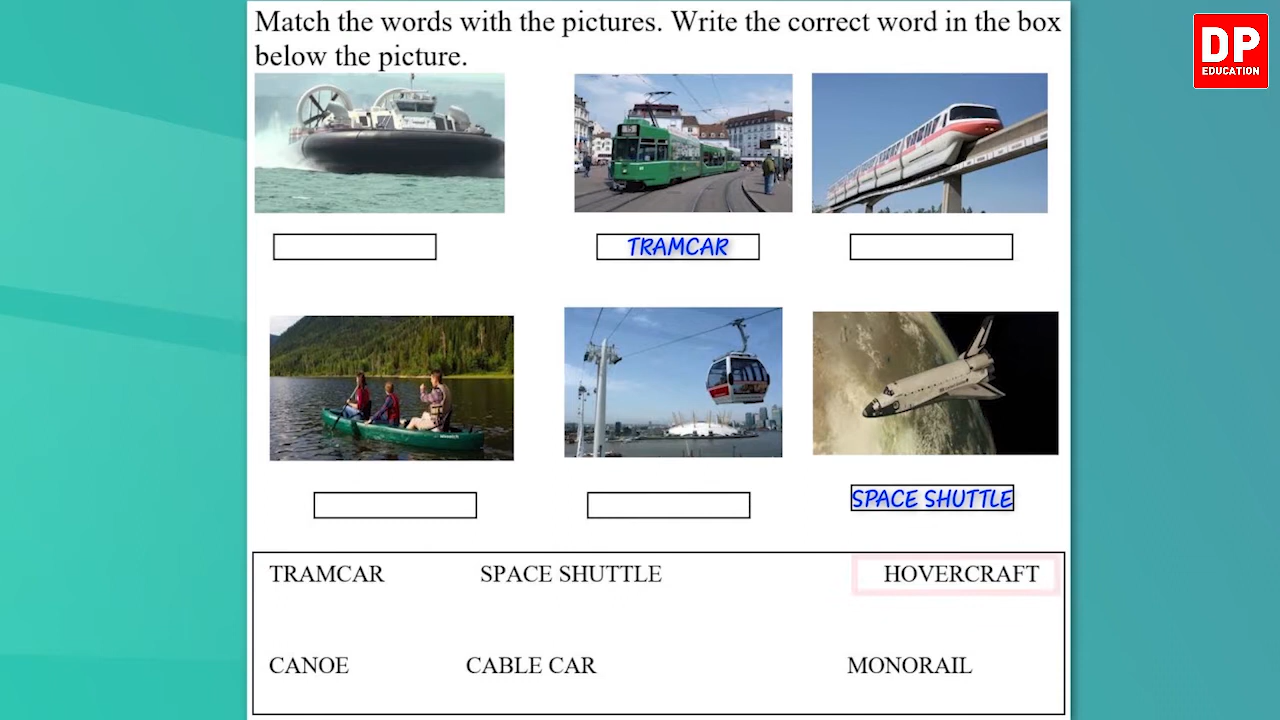 Match the words with the pictures. Write the correct word in the box
below the picture.
DP
EDUCATION
TRAMCAR
SPACE SHUTTLE
TRAMCAR SPACE SHUTTLE HOVERCRAFT
CANOE CABLE CAR MONORAIL